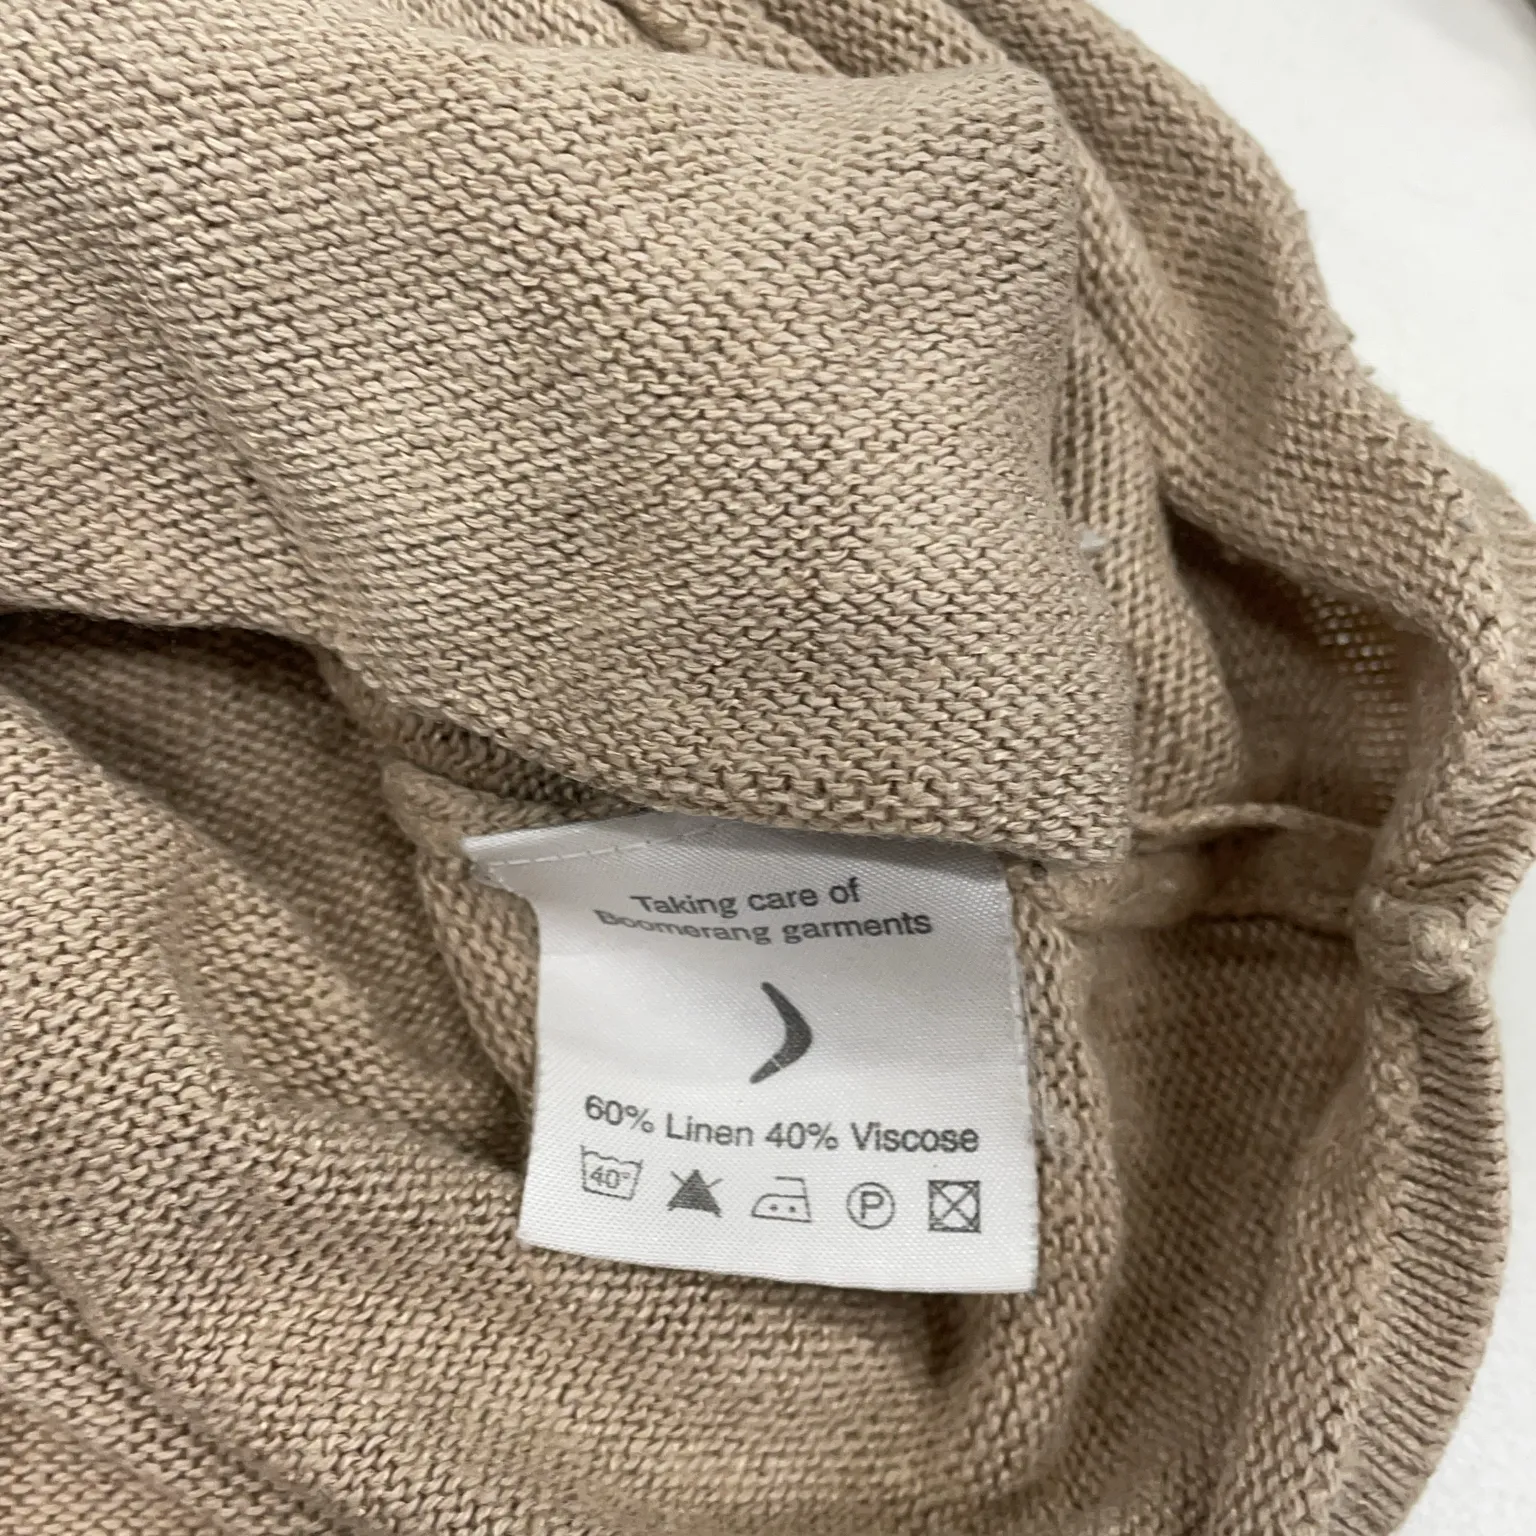 Taking care of
Boomerang garments
60% Linen 40% Viscose
40° P